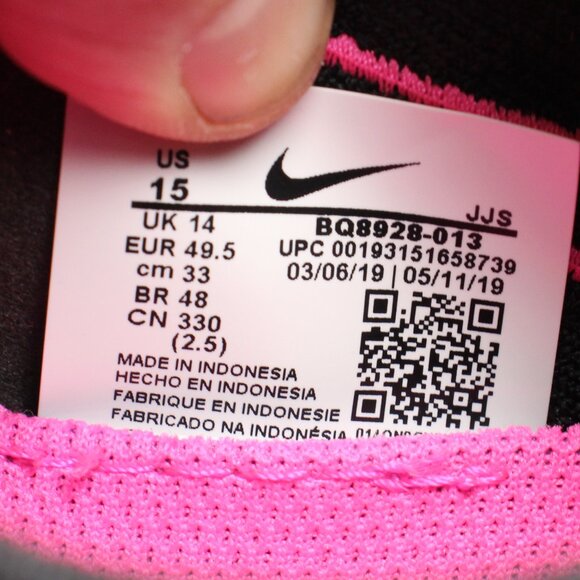 US
15
JJS
UK 14
BQ8928-013
EUR 49.5
UPC 00193151658739
cm 33
03/06/19 | 05/11/19
BR 48
CN 330
(2.5)
MADE IN INDONESIA
HECHO EN INDONESIA
FABRIQUE EN INDONESIE
FABRICADO NA INDONÉSIA